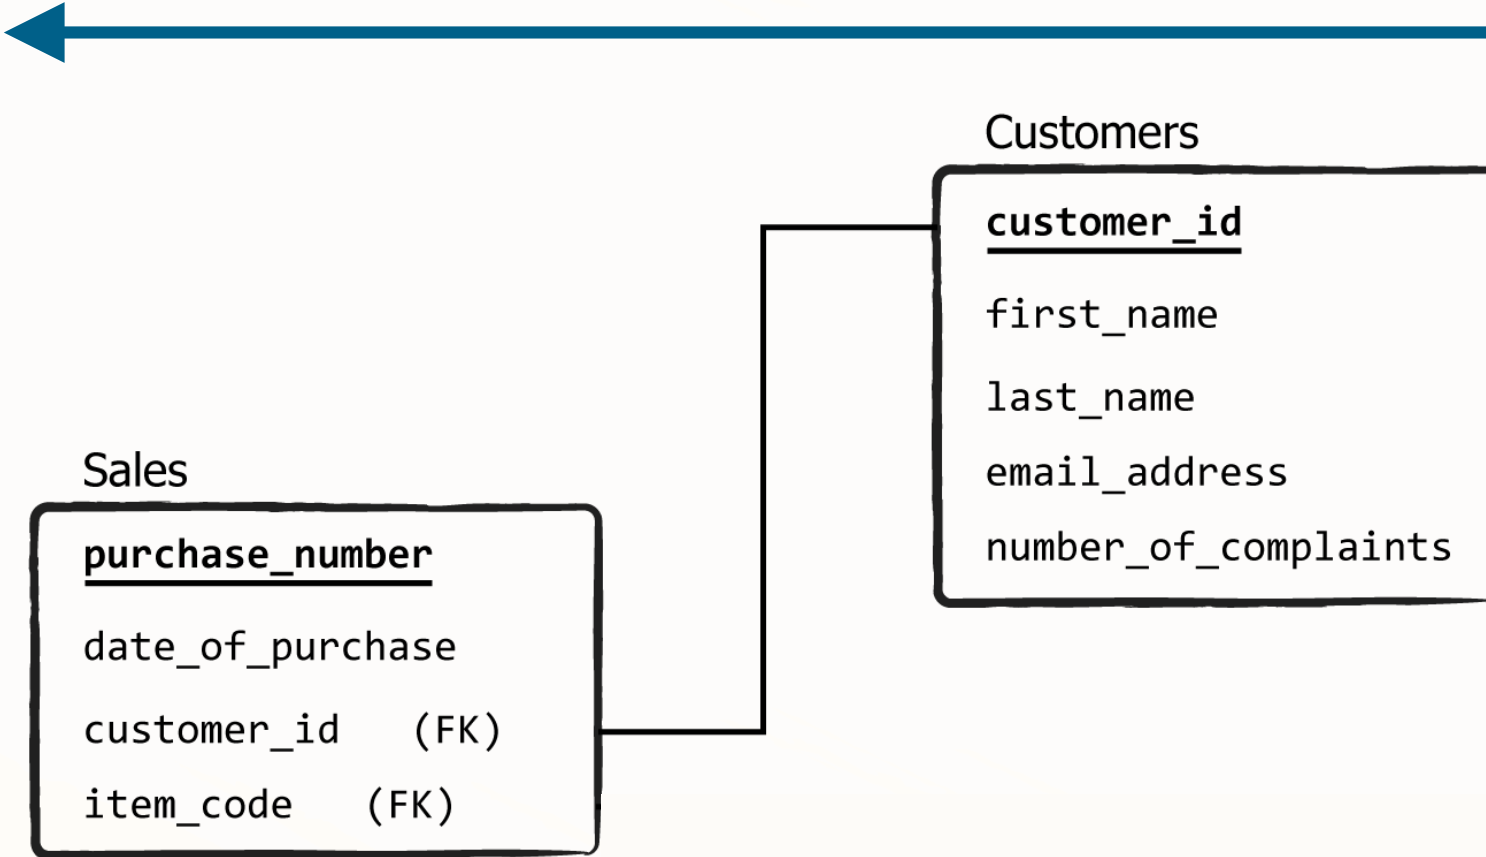 Customers
customer_id
first_name
last_name
email_address
number_of_complaints
Sales
purchase_number
date_of_purchase
customer_id (FK)
item_code (FK)